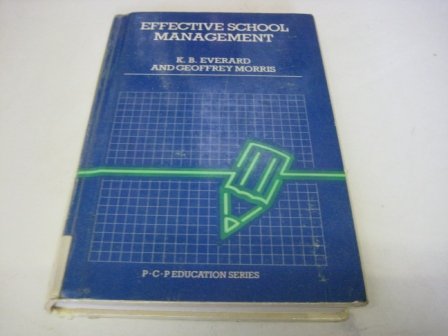 EFFECTIVE SCHOOL
MANAGEMENT
K. B. EVERARD
AND GEOFFREY MORRIS
P·C·P EDUCATION SERIES